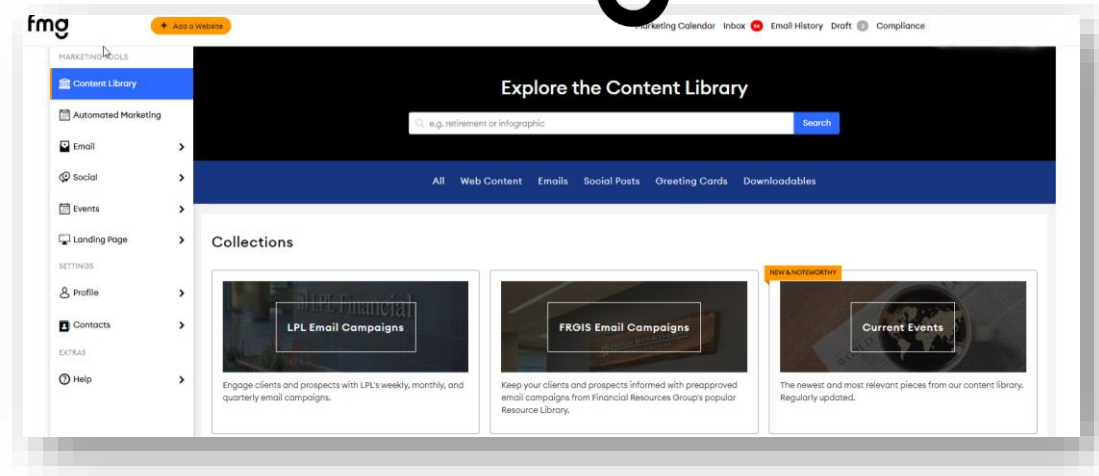 fmg
+ Add a Website
Marketing Calendar Inbox Email History Draft Compliance
MARKETING TOOLS
Content Library
Automated Marketing
Email
Social
Events
Landing Page
SETTINGS
Profile
Contacts
EXTRAS
Help
Explore the Content Library
e.g. retirement or infographic
Search
All Web Content Emails Social Posts Greeting Cards Downloadables
Collections
LPL Financial
LPL Email Campaigns
Engage clients and prospects with LPL's weekly, monthly, and
quarterly email campaigns.
FRGIS Email Campaigns
Keep your clients and prospects informed with preapproved
email campaigns from Financial Resources Group's popular
Resource Library.
NEW & NOTEWORTHY
Current Events
The newest and most relevant pieces from our content library.
Regularly updated.